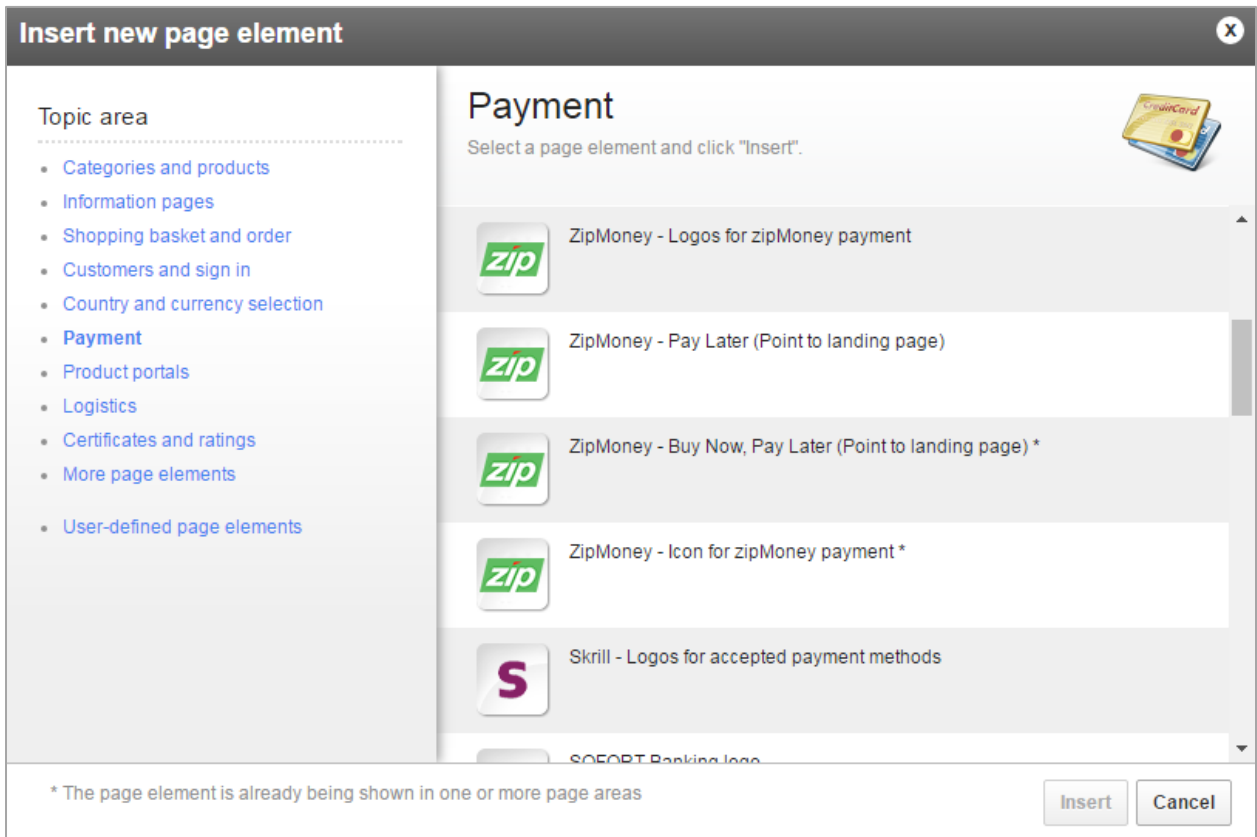 Insert new page element
x
Topic area
Categories and products
Information pages
Shopping basket and order
Customers and sign in
Country and currency selection
Payment
Product portals
Logistics
Certificates and ratings
More page elements
User-defined page elements
Payment
Select a page element and click "Insert".
CreditCard
zip
ZipMoney - Logos for zipMoney payment
zip
ZipMoney - Pay Later (Point to landing page)
zip
ZipMoney - Buy Now, Pay Later (Point to landing page) *
zip
ZipMoney - Icon for zipMoney payment *
S
Skrill - Logos for accepted payment methods
SOFORT Banking logo
* The page element is already being shown in one or more page areas
Insert
Cancel